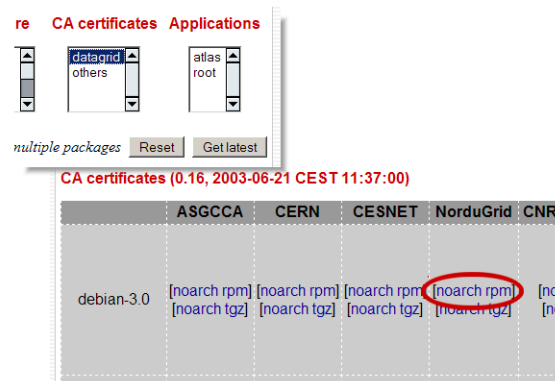 re CA certificates Applications
datagrid atlas
others root
multiple packages Reset Get latest
CA certificates (0.16, 2003-06-21 CEST 11:37:00)
ASGCCA CERN CESNET NorduGrid CNR
debian-3.0 [noarch rpm] [noarch rpm] [noarch rpm] [noarch rpm] [no
[noarch tgz] [noarch tgz] [noarch tgz] [noarch tgz] [n